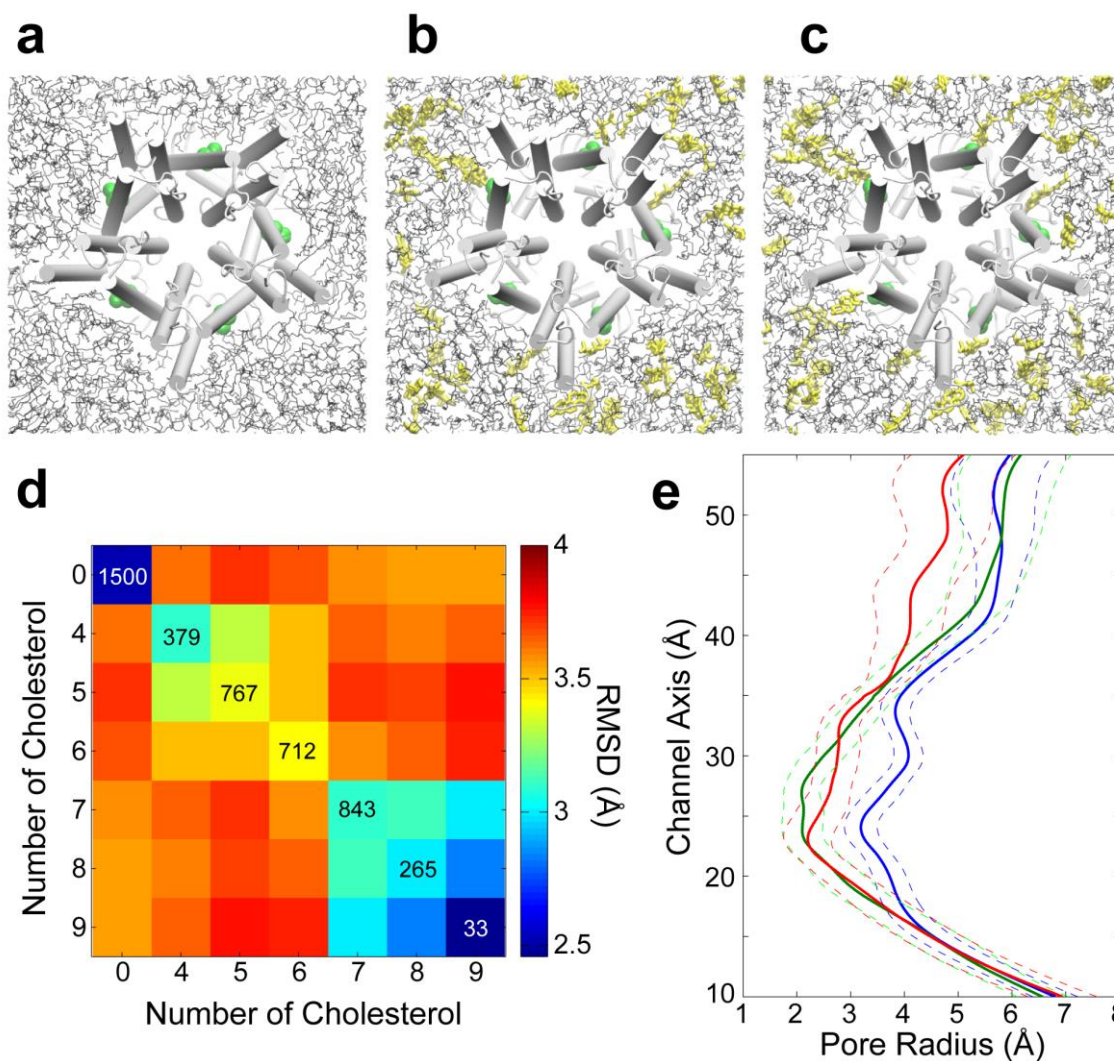 a
b
c
d
e
Number of Cholesterol
0
4
5
6
7
8
9
1500
379
767
712
843
265
33
0 4 5 6 7 8 9
Number of Cholesterol
4
3.5
3
2.5
RMSD (Å)
Channel Axis (Å)
50
40
30
20
10
1 2 3 4 5 6 7 8
Pore Radius (Å)